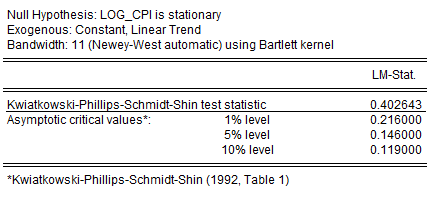 Null Hypothesis: LOG_CPI is stationary
Exogenous: Constant, Linear Trend
Bandwidth: 11 (Newey-West automatic) using Bartlett kernel
LM-Stat.
Kwiatkowski-Phillips-Schmidt-Shin test statistic 0.402643
Asymptotic critical values*: 1% level 0.216000
5% level 0.146000
10% level 0.119000
*Kwiatkowski-Phillips-Schmidt-Shin (1992, Table 1)